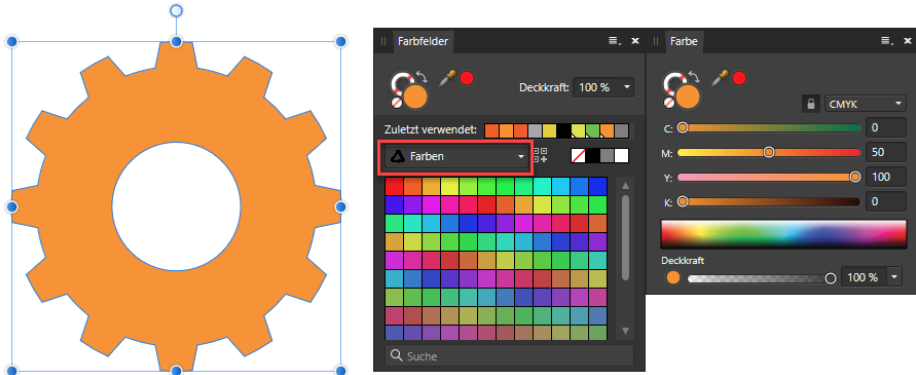 Farbfelder
Deckkraft: 100 %
Zuletzt verwendet:
Farben
Suche
Farbe
CMYK
C: 0
M: 50
Y: 100
K: 0
Deckkraft
100 %